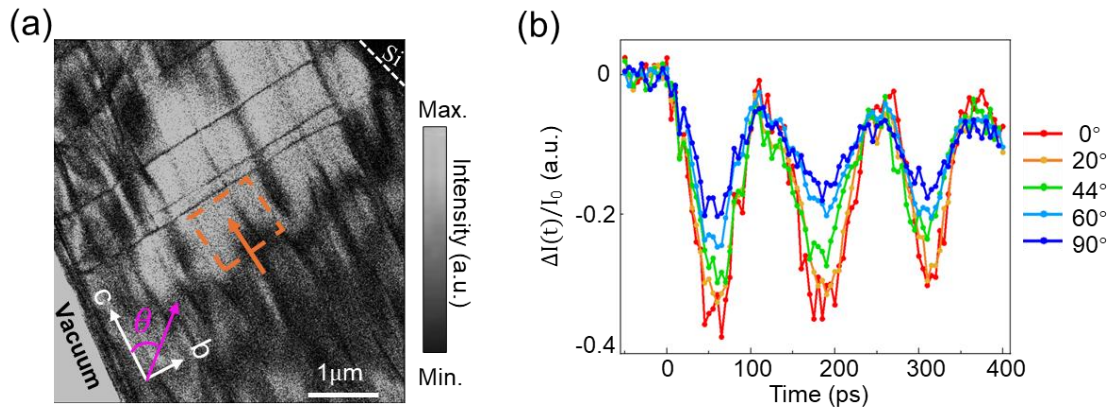 (a)
Si
Max.
Intensity (a.u.)
Min.
Vacuum
c
θ
b
1μm
(b)
ΔI(t)/I₀ (a.u.)
0
-0.2
-0.4
0 100 200 300 400
Time (ps)
0°
20°
44°
60°
90°